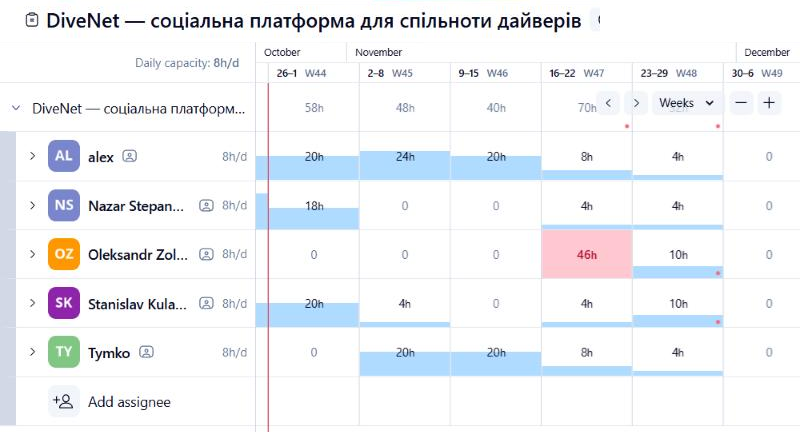 DiveNet — соціальна платформа для спільноти дайверів
October November December
Daily capacity: 8h/d 26–1 W44 2–8 W45 9–15 W46 16–22 W47 23–29 W48 30–6 W49
DiveNet — соціальна платформ... 58h 48h 40h 70h Weeks
AL alex 8h/d 20h 24h 20h 8h 4h 0
NS Nazar Stepan... 8h/d 18h 0 0 4h 4h 0
OZ Oleksandr Zol... 8h/d 0 0 0 46h 10h 0
SK Stanislav Kula... 8h/d 20h 4h 0 4h 10h 0
TY Tymko 8h/d 0 20h 20h 8h 4h 0
Add assignee